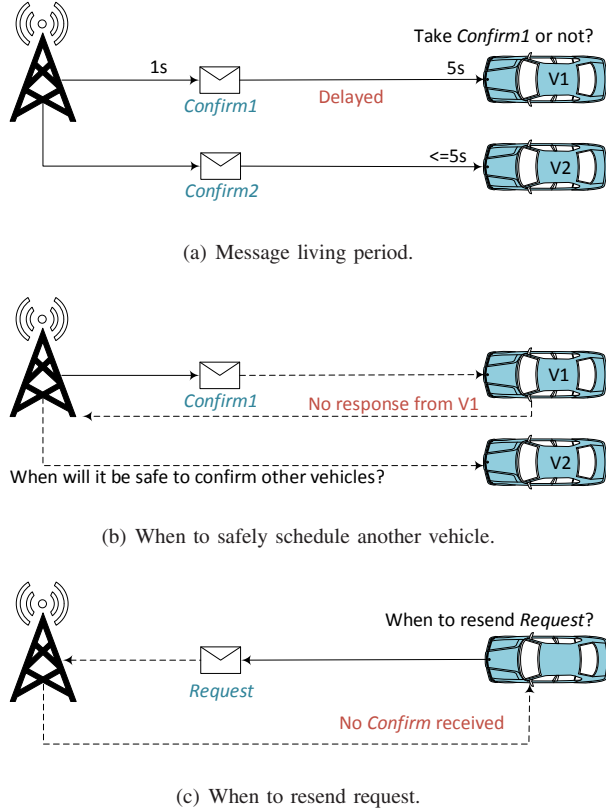 Take Confirm1 or not?
1s
5s
V1
Confirm1
Delayed
<=5s
V2
Confirm2
(a) Message living period.
V1
Confirm1
No response from V1
V2
When will it be safe to confirm other vehicles?
(b) When to safely schedule another vehicle.
When to resend Request?
Request
No Confirm received
(c) When to resend request.